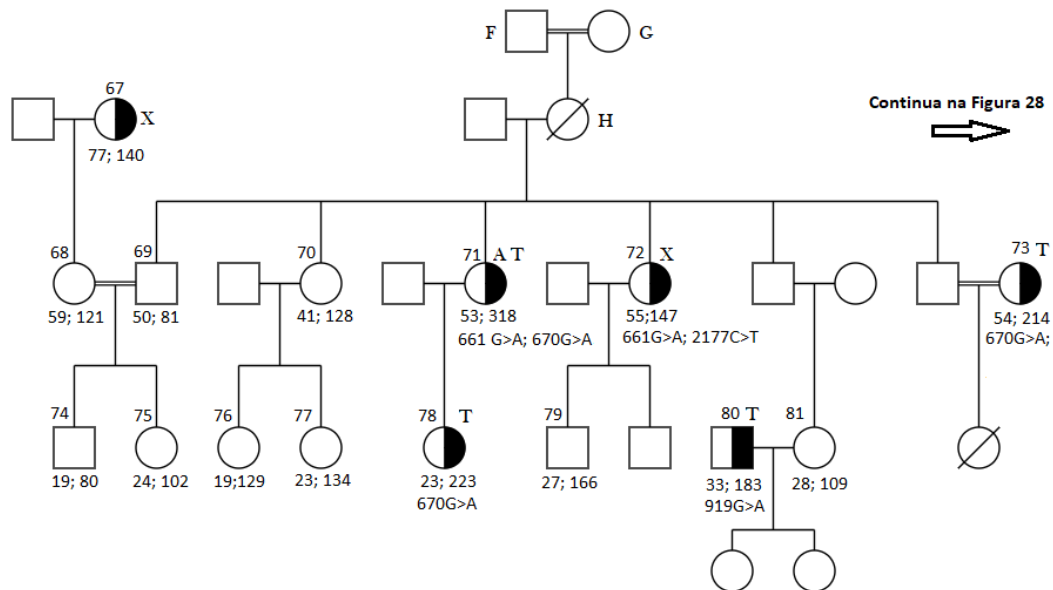 F G
67
X
77; 140
H
Continua na Figura 28
68 69 70 71 A T 72 X 73 T
59; 121 50; 81 41; 128 53; 318 55;147 54; 214
661 G>A; 670G>A 661G>A; 2177C>T 670G>A;
74 75 76 77 78 T 79 80 T 81
19; 80 24; 102 19;129 23; 134 23; 223 27; 166 33; 183 28; 109
670G>A 919G>A